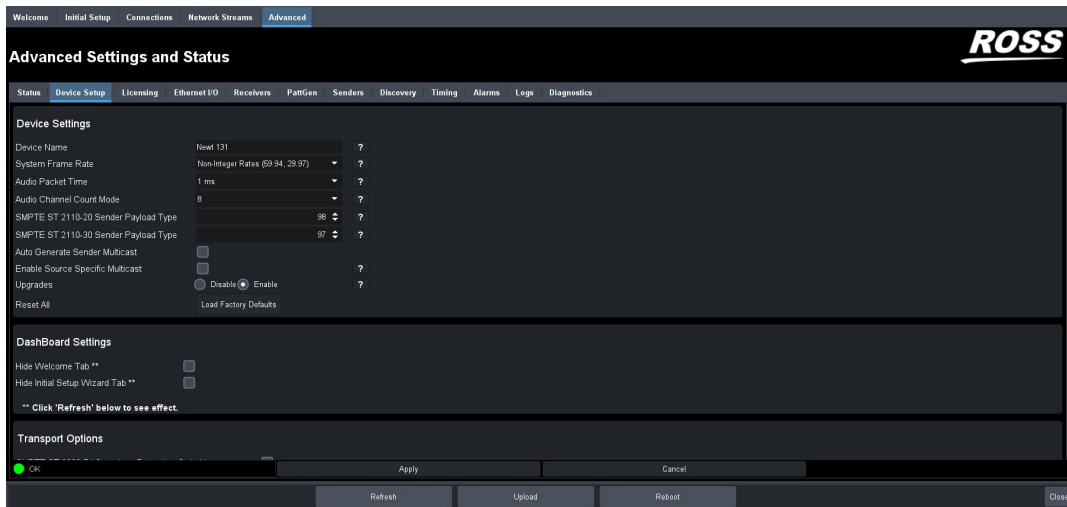 Welcome Initial Setup Connections Network Streams Advanced
Advanced Settings and Status
ROSS
Status Device Setup Licensing Ethernet I/O Receivers PattGen Senders Discovery Timing Alarms Logs Diagnostics
Device Settings
Device Name Newt 131 ?
System Frame Rate Non-Integer Rates (59.94, 29.97) ?
Audio Packet Time 1 ms ?
Audio Channel Count Mode 8 ?
SMPTE ST 2110-20 Sender Payload Type 98 ?
SMPTE ST 2110-30 Sender Payload Type 97 ?
Auto Generate Sender Multicast
Enable Source Specific Multicast ?
Upgrades Disable Enable ?
Reset All Load Factory Defaults
DashBoard Settings
Hide Welcome Tab **
Hide Initial Setup Wizard Tab **
** Click 'Refresh' below to see effect.
Transport Options
OK Apply Cancel
Refresh Upload Reboot Close